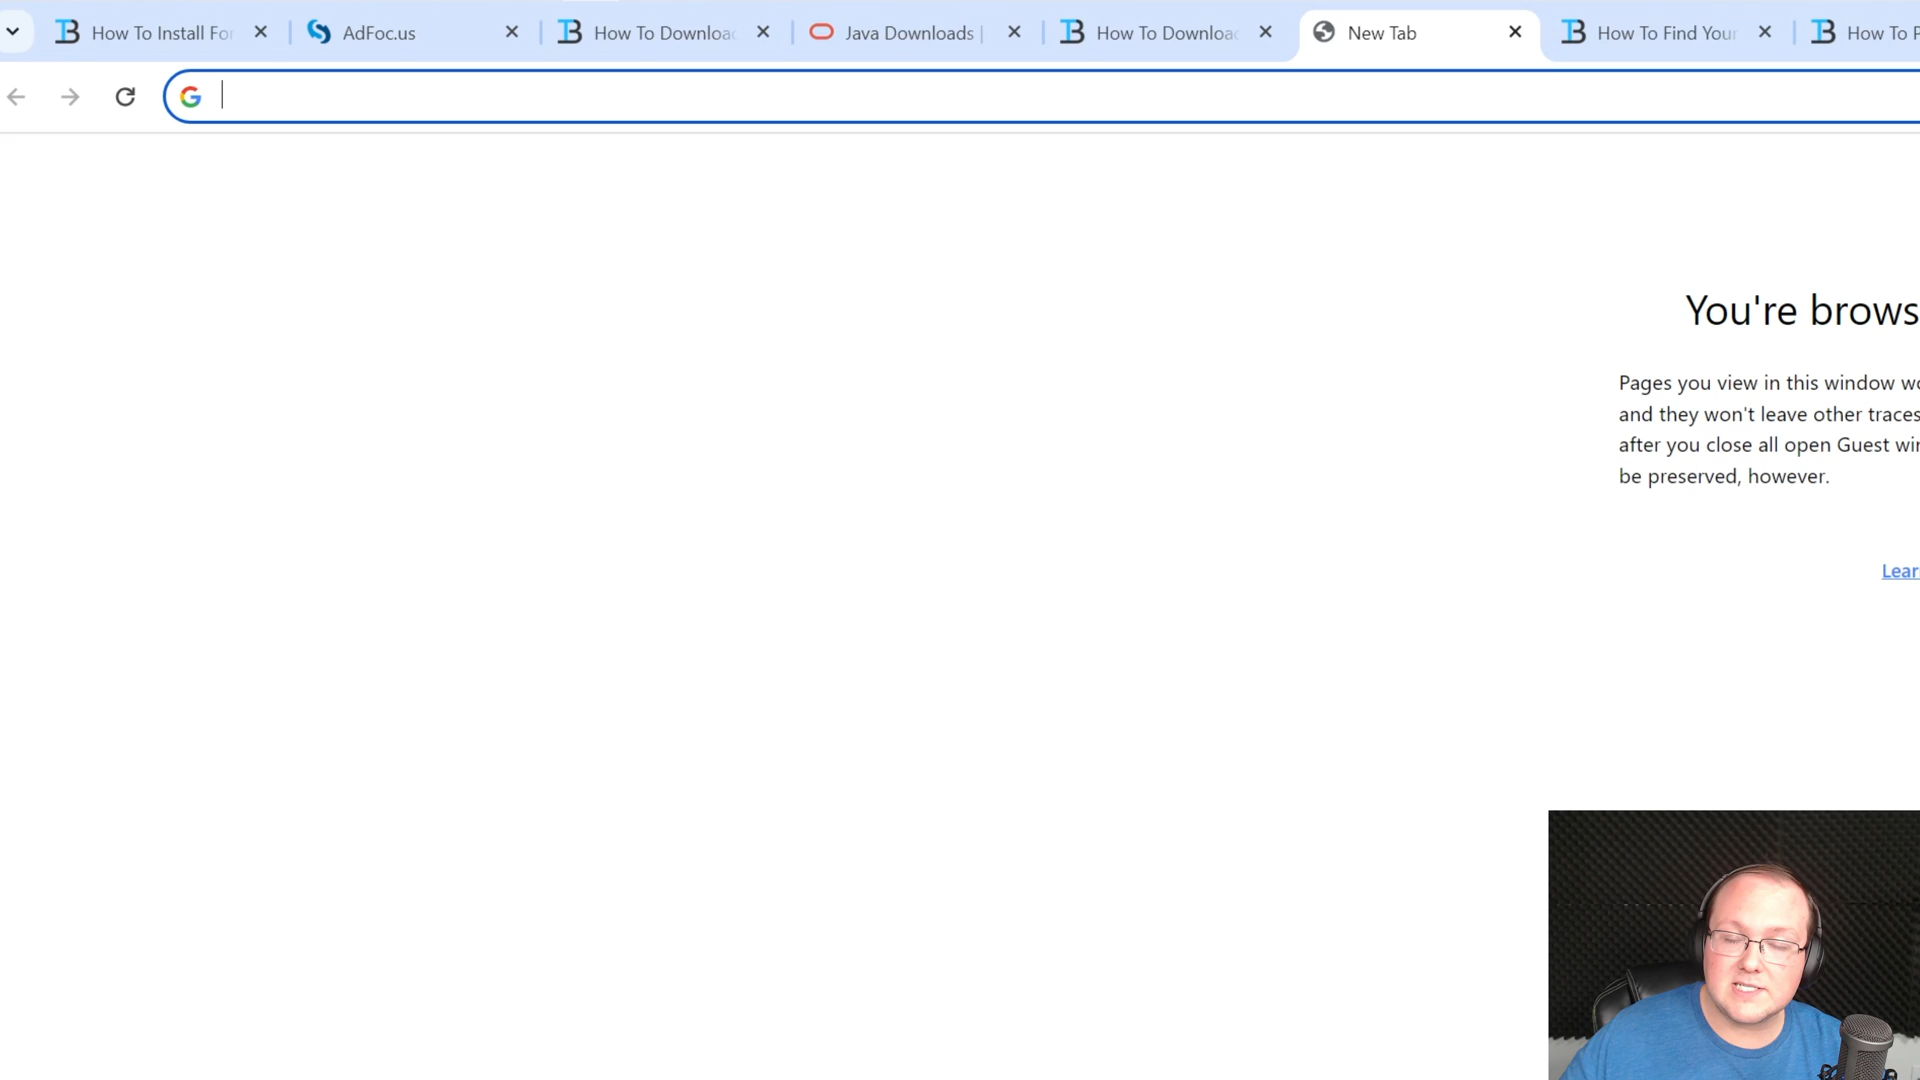 How To Install For
AdFoc.us
How To Downloa
Java Downloads |
How To Downloa
New Tab
How To Find Your
How To P
You're brows
Pages you view in this window wo
and they won't leave other traces
after you close all open Guest win
be preserved, however.
Lear